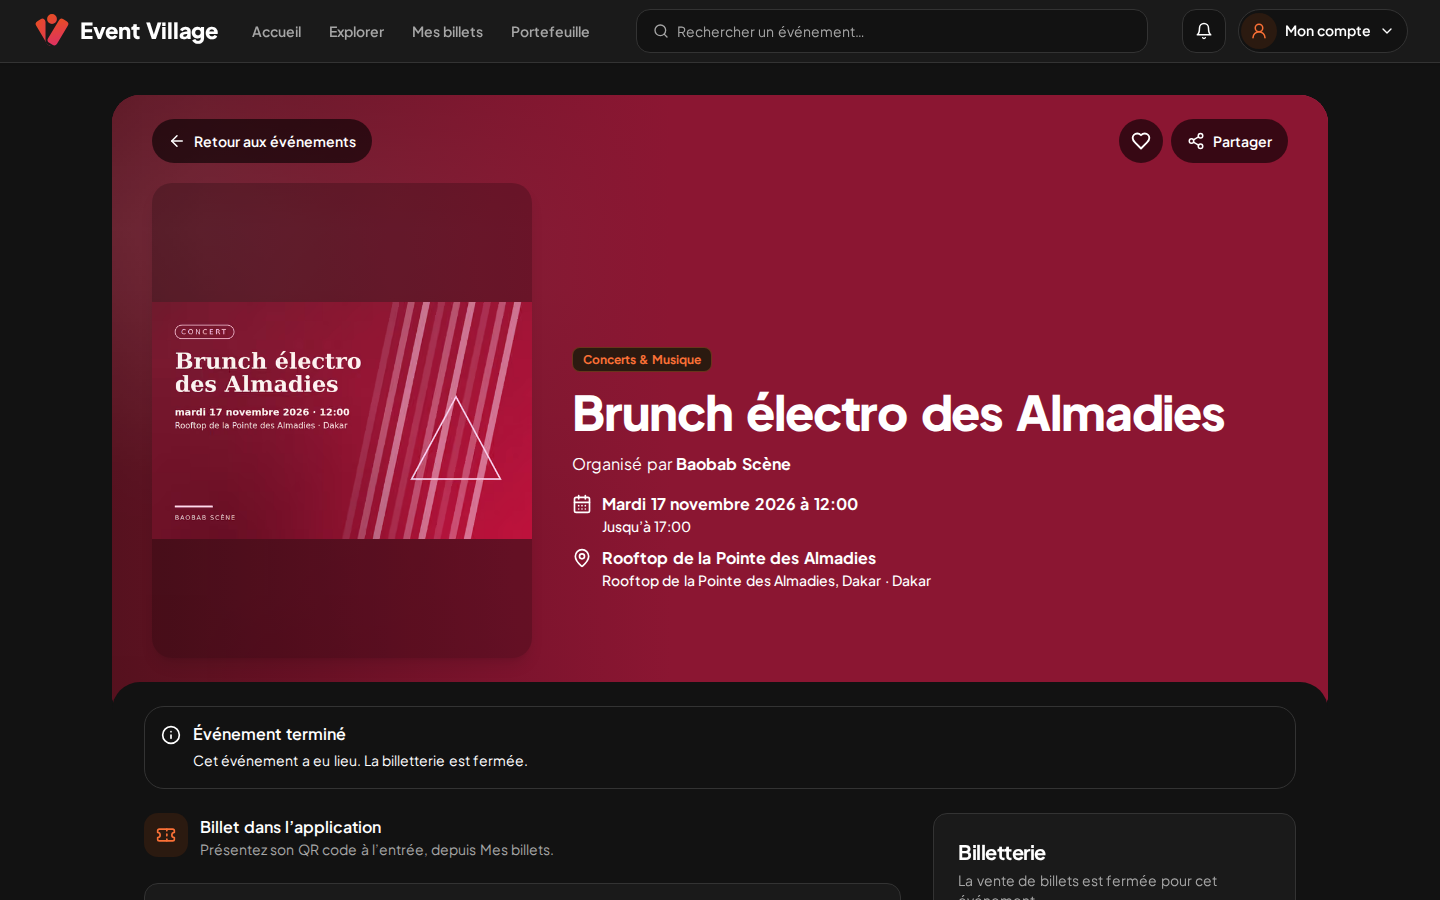 Event Village
Accueil
Explorer
Mes billets
Portefeuille
Rechercher un événement...
Mon compte
Retour aux événements
Partager
CONCERT
Brunch électro
des Almadies
mardi 17 novembre 2026 · 12:00
Rooftop de la Pointe des Almadies · Dakar
BAOBAB SCÈNE
Concerts & Musique
Brunch électro des Almadies
Organisé par Baobab Scène
Mardi 17 novembre 2026 à 12:00
Jusqu’à 17:00
Rooftop de la Pointe des Almadies
Rooftop de la Pointe des Almadies, Dakar · Dakar
Événement terminé
Cet événement a eu lieu. La billetterie est fermée.
Billet dans l’application
Présentez son QR code à l’entrée, depuis Mes billets.
Billetterie
La vente de billets est fermée pour cet
événement.